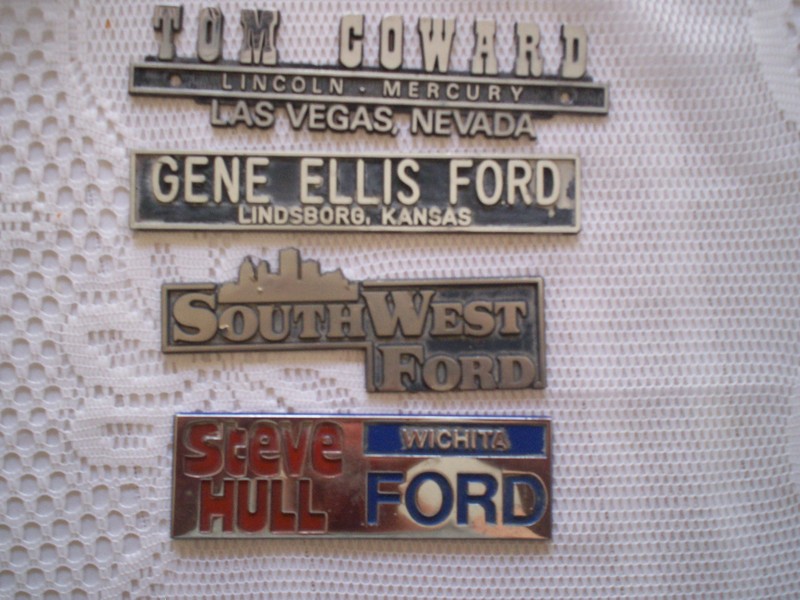 TOM COWARD
LINCOLN · MERCURY
LAS VEGAS, NEVADA
GENE ELLIS FORD
LINDSBORG, KANSAS
SOUTHWEST
FORD
Steve
HULL
WICHITA
FORD